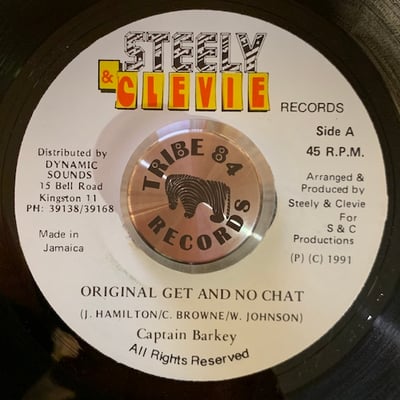 STEELY
& CLEVIE
RECORDS
Side A
45 R.P.M.
Distributed by
DYNAMIC
SOUNDS
15 Bell Road
Kingston 11
PH: 39138/39168
Made in
Jamaica
TRIBE 84
RECORDS
Arranged &
Produced by
Steely & Clevie
For
S & C
Productions
(P) (C) 1991
ORIGINAL GET AND NO CHAT
(J. HAMILTON/C. BROWNE/W. JOHNSON)
Captain Barkey
All Rights Reserved